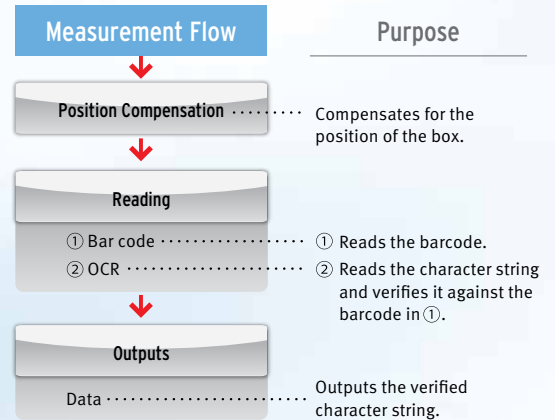 Measurement Flow
Purpose
Position Compensation ········· Compensates for the
position of the box.
Reading
① Bar code ·················· ① Reads the barcode.
② OCR ······················ ② Reads the character string
and verifies it against the
barcode in ①.
Outputs
Data ························· Outputs the verified
character string.